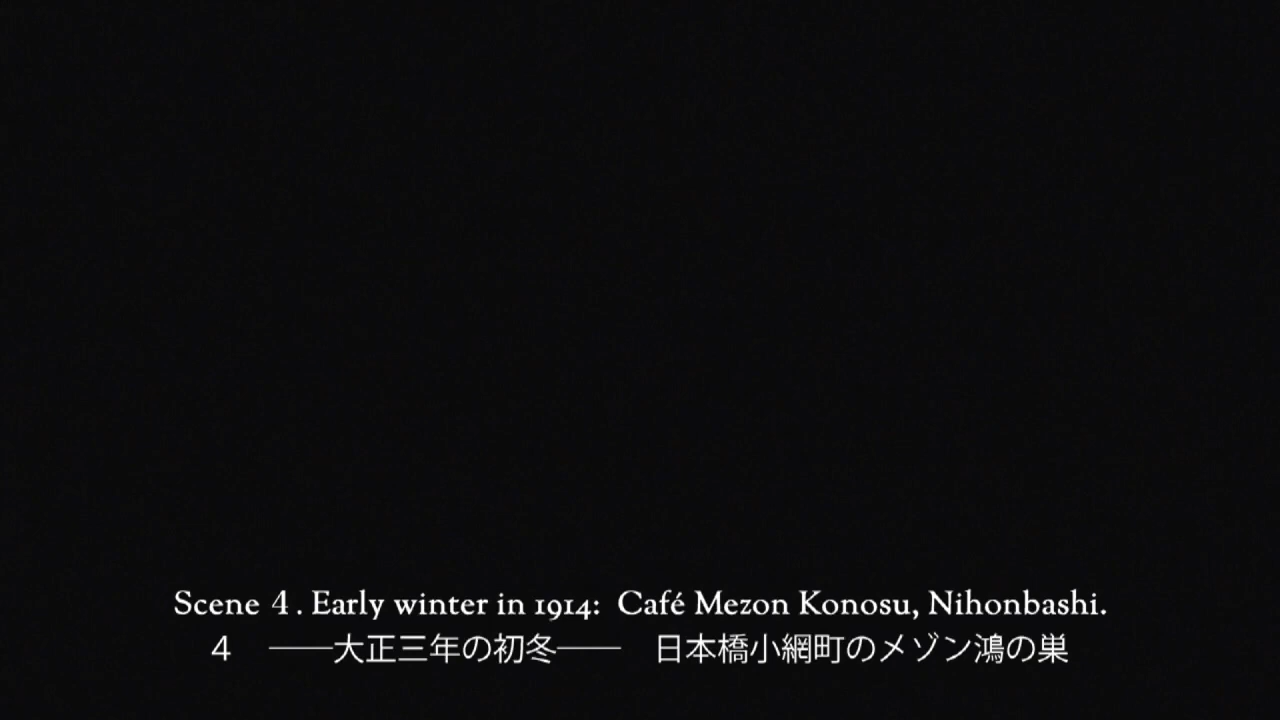 Scene 4. Early winter in 1914: Café Mezon Konosu, Nihonbashi.
４　──大正三年の初冬──　日本橋小網町のメゾン鴻の巣